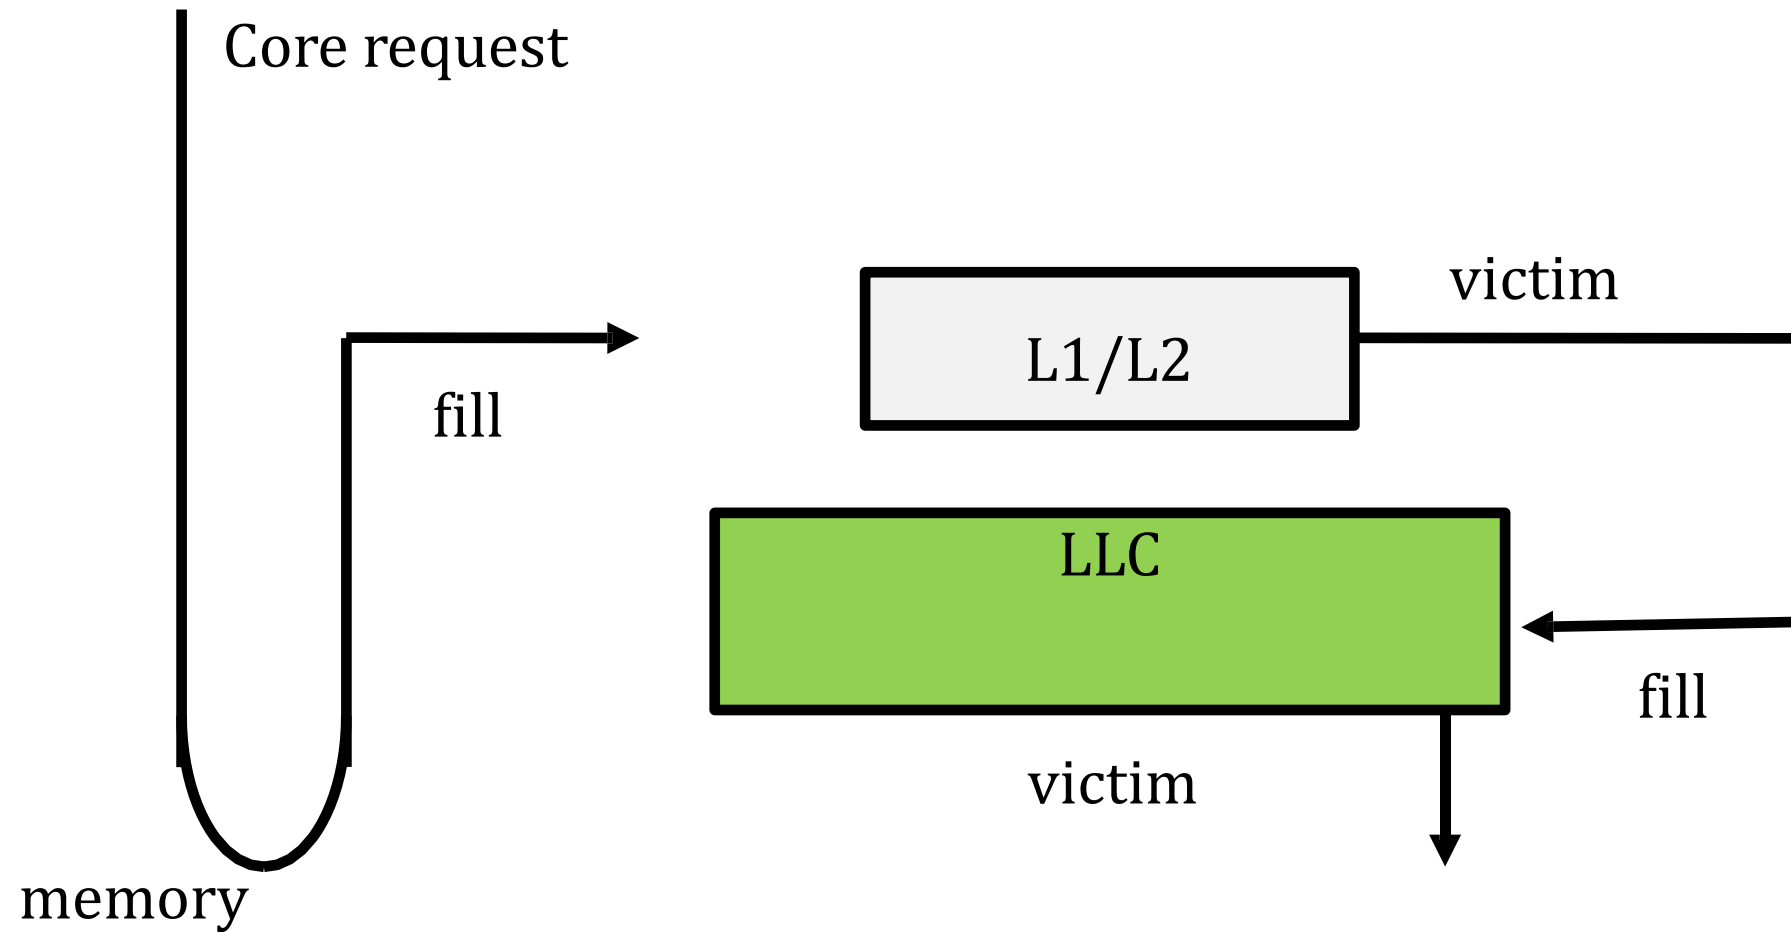 Core request
victim
L1/L2
fill
LLC
fill
victim
memory